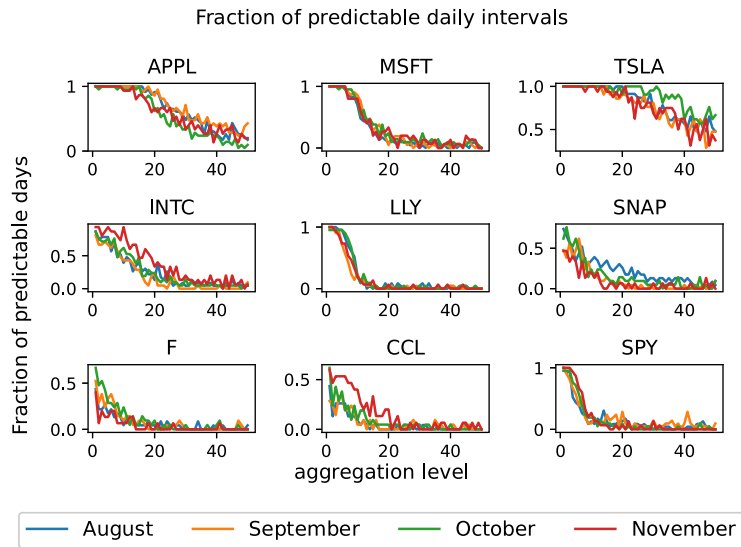 Fraction of predictable daily intervals
APPL MSFT TSLA
1 0 0 20 40
1 0 0 20 40
1.0 0.5 0 20 40
Fraction of predictable days
INTC LLY SNAP
0.5 0.0 0 20 40
1 0 0 20 40
0.5 0.0 0 20 40
F CCL SPY
0.5 0.0 0 20 40
0.5 0.0 0 20 40
1 0 0 20 40
aggregation level
August September October November